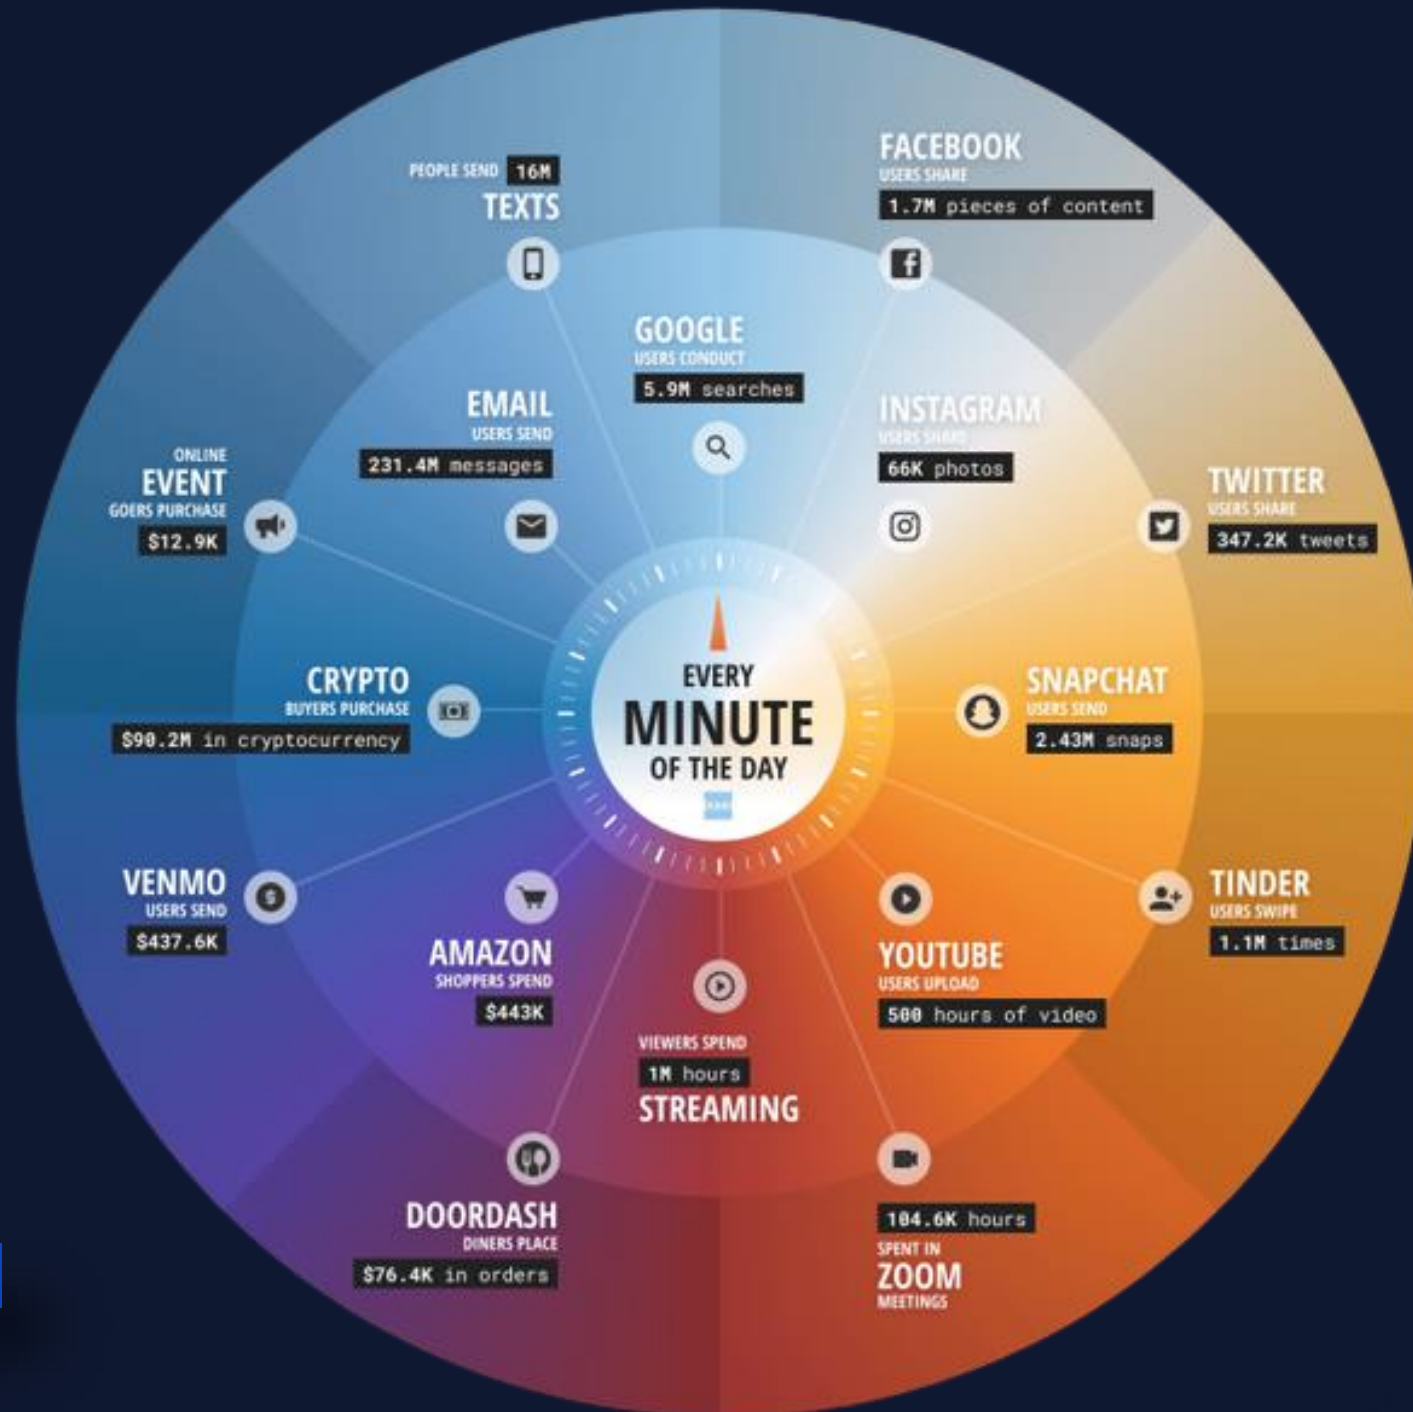 PEOPLE SEND 16M
TEXTS
FACEBOOK
USERS SHARE
1.7M pieces of content
GOOGLE
USERS CONDUCT
5.9M searches
EMAIL
USERS SEND
231.4M messages
INSTAGRAM
USERS SHARE
66K photos
ONLINE
EVENT
GOERS PURCHASE
$12.9K
TWITTER
USERS SHARE
347.2K tweets
EVERY
MINUTE
OF THE DAY
CRYPTO
BUYERS PURCHASE
$90.2M in cryptocurrency
SNAPCHAT
USERS SEND
2.43M snaps
VENMO
USERS SEND
$437.6K
TINDER
USERS SWIPE
1.1M times
AMAZON
SHOPPERS SPEND
$443K
YOUTUBE
USERS UPLOAD
500 hours of video
VIEWERS SPEND
1M hours
STREAMING
DOORDASH
DINERS PLACE
$76.4K in orders
104.6K hours
SPENT IN
ZOOM
MEETINGS